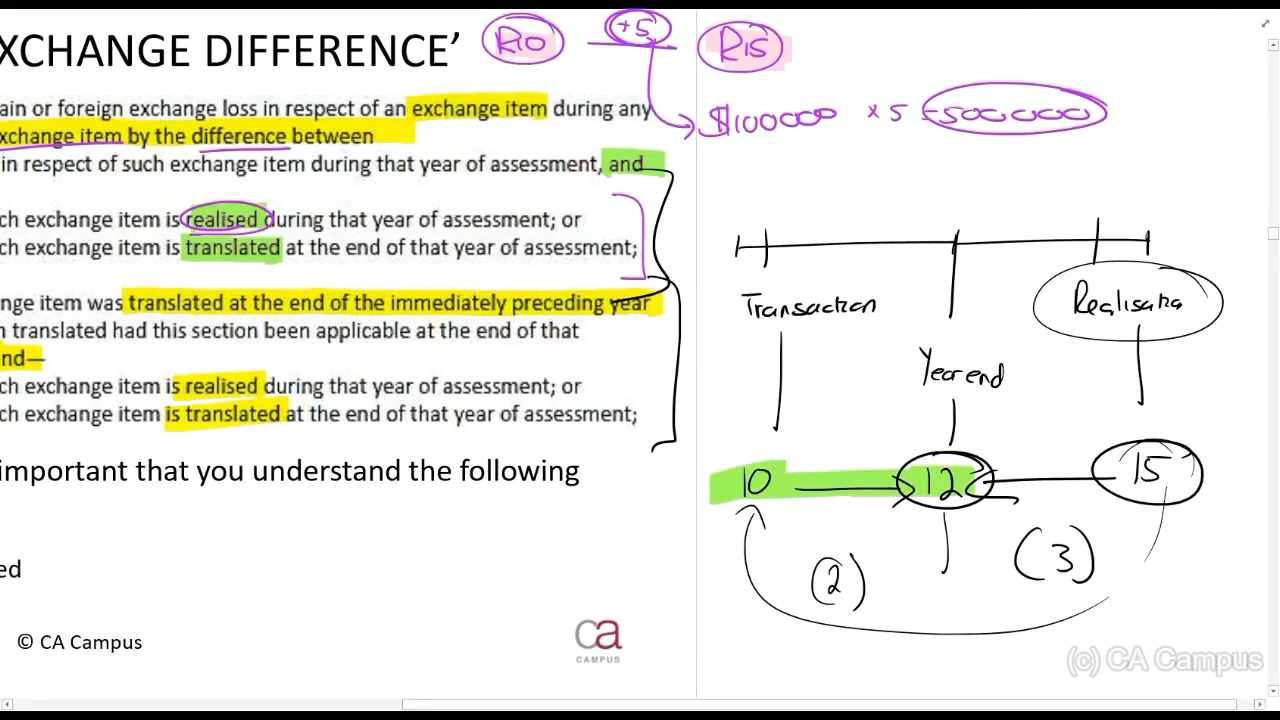 XCHANGE DIFFERENCE’
ain or foreign exchange loss in respect of an exchange item during any
xchange item by the difference between
in respect of such exchange item during that year of assessment, and
ch exchange item is realised during that year of assessment; or
ch exchange item is translated at the end of that year of assessment;
nge item was translated at the end of the immediately preceding year
n translated had this section been applicable at the end of that
nd—
ch exchange item is realised during that year of assessment; or
ch exchange item is translated at the end of that year of assessment;
important that you understand the following
ed
© CA Campus
ca
CAMPUS
R10 +5 R15
$100000 x 5 =500000
Transaction
Year end
Realisation
10 12 15
(2) (3)
(c) CA Campus